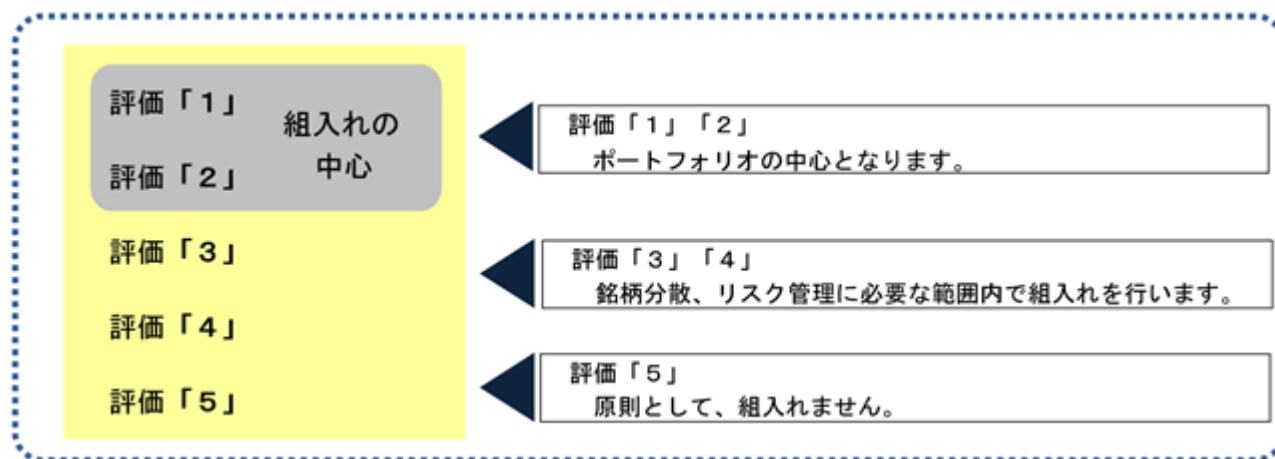 評価「１」
組入れの
中心
評価「２」
評価「３」
評価「４」
評価「５」
評価「１」「２」
ポートフォリオの中心となります。
評価「３」「４」
銘柄分散、リスク管理に必要な範囲内で組入れを行います。
評価「５」
原則として、組入れません。